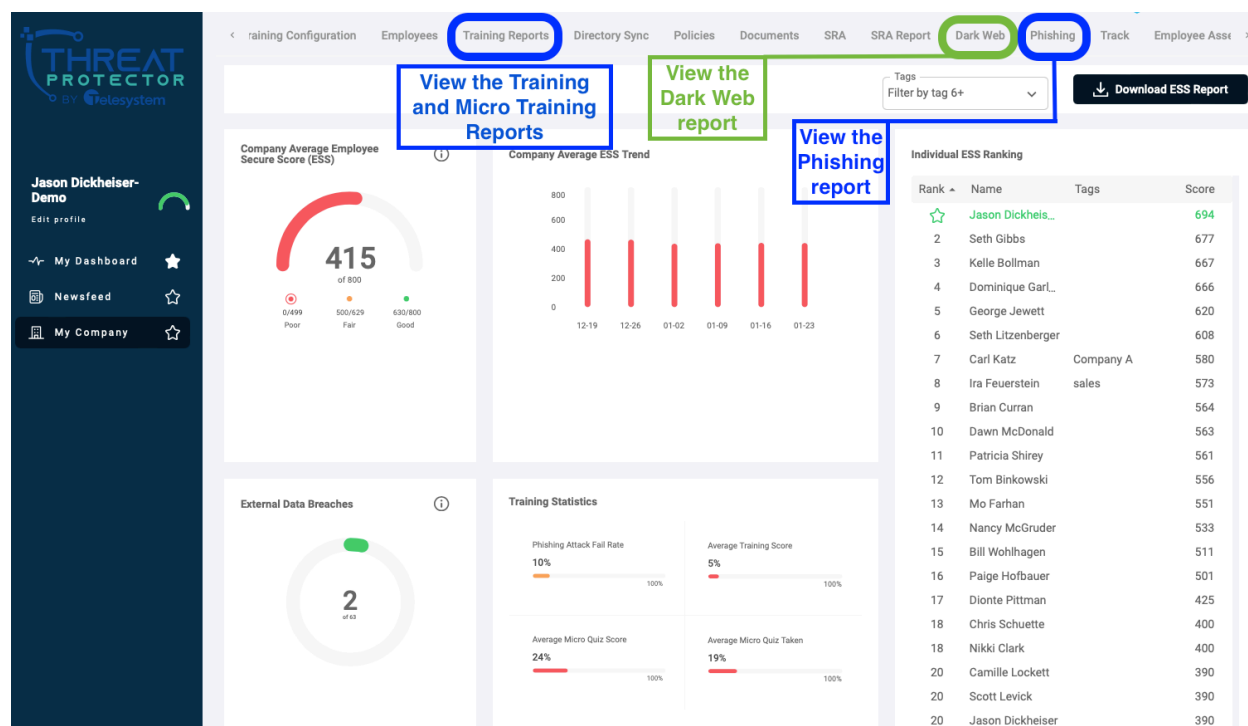 THREAT
PROTECTOR
BY Telesystem
Jason Dickheiser-
Demo
Edit profile
My Dashboard
Newsfeed
My Company
raining Configuration
Employees
Training Reports
Directory Sync
Policies
Documents
SRA
SRA Report
Dark Web
Phishing
Track
Employee Asse
View the Training
and Micro Training
Reports
View the
Dark Web
report
View the
Phishing
report
Tags
Filter by tag 6+
Download ESS Report
Company Average Employee
Secure Score (ESS)
415
of 800
0/499
Poor
500/629
Fair
630/800
Good
Company Average ESS Trend
800
600
400
200
0
12-19 12-26 01-02 01-09 01-16 01-23
Individual ESS Ranking
Rank Name Tags Score
Jason Dickheis... 694
2 Seth Gibbs 677
3 Kelle Bollman 667
4 Dominique Garl... 666
5 George Jewett 620
6 Seth Litzenberger 608
7 Carl Katz Company A 580
8 Ira Feuerstein sales 573
9 Brian Curran 564
10 Dawn McDonald 563
11 Patricia Shirey 561
12 Tom Binkowski 556
13 Mo Farhan 551
14 Nancy McGruder 533
15 Bill Wohlhagen 511
16 Paige Hofbauer 501
17 Dionte Pittman 425
18 Chris Schuette 400
18 Nikki Clark 400
20 Camille Lockett 390
20 Scott Levick 390
20 Jason Dickheiser 390
External Data Breaches
2
of 63
Training Statistics
Phishing Attack Fail Rate
10%
100%
Average Training Score
5%
100%
Average Micro Quiz Score
24%
100%
Average Micro Quiz Taken
19%
100%